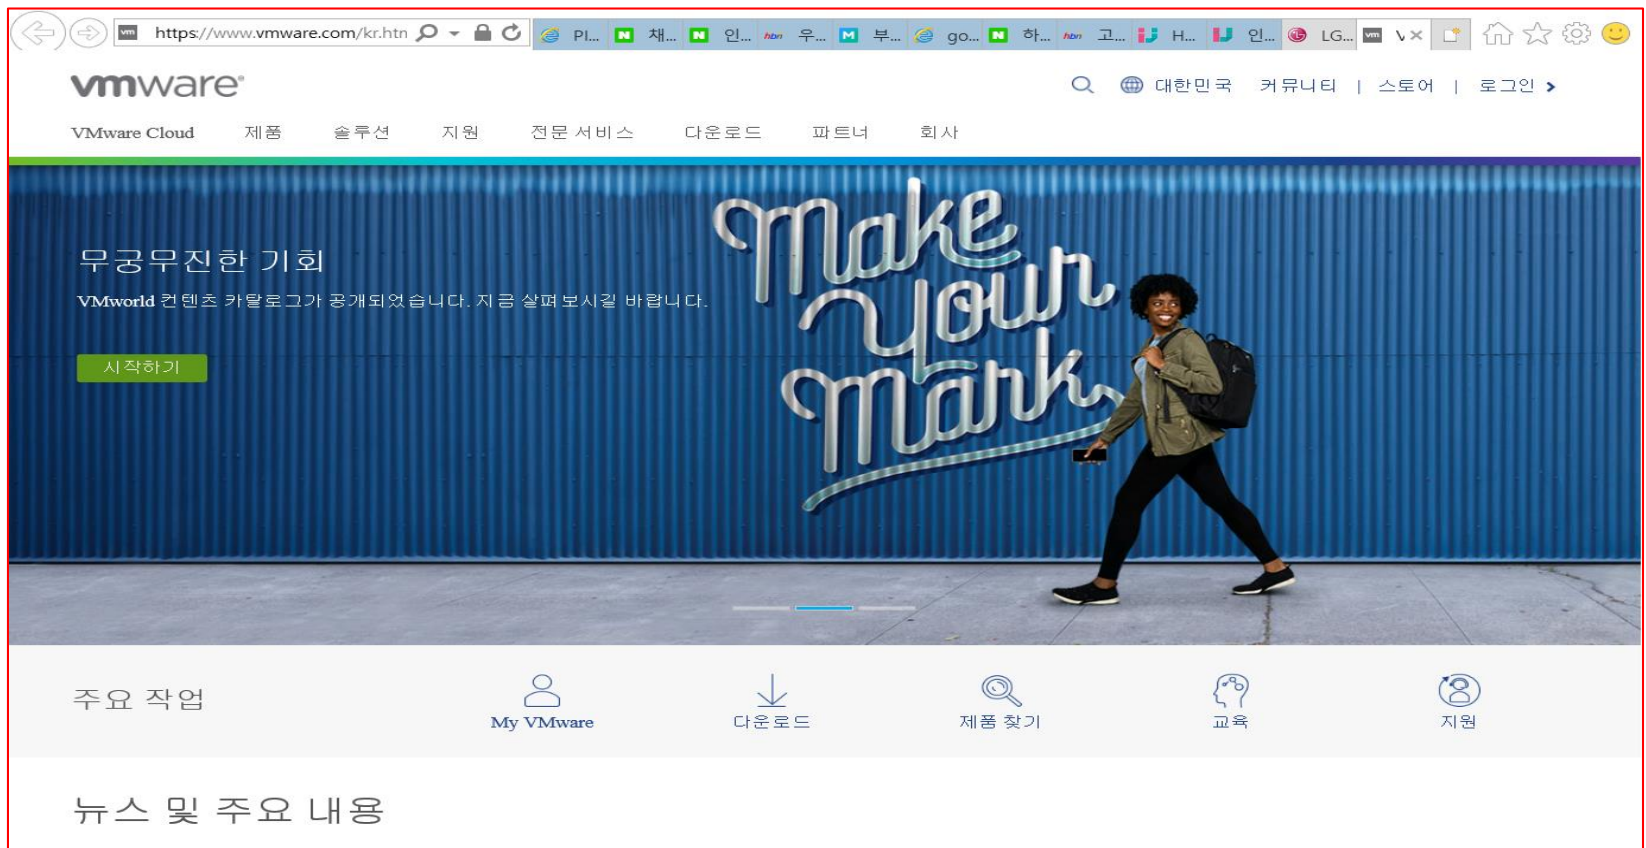 https://www.vmware.com/kr.htn
PI... 채... 인... hbn 우... 부... go... 하... hbn 고... H... 인... LG...
vmware
대한민국 커뮤니티 | 스토어 | 로그인
VMware Cloud 제품 솔루션 지원 전문 서비스 다운로드 파트너 회사
Make
Your
Mark
무궁무진한 기회
VMworld 컨텐츠 카탈로그가 공개되었습니다. 지금 살펴보시길 바랍니다.
시작하기
주요 작업
My VMware 다운로드 제품 찾기 교육 지원
뉴스 및 주요 내용